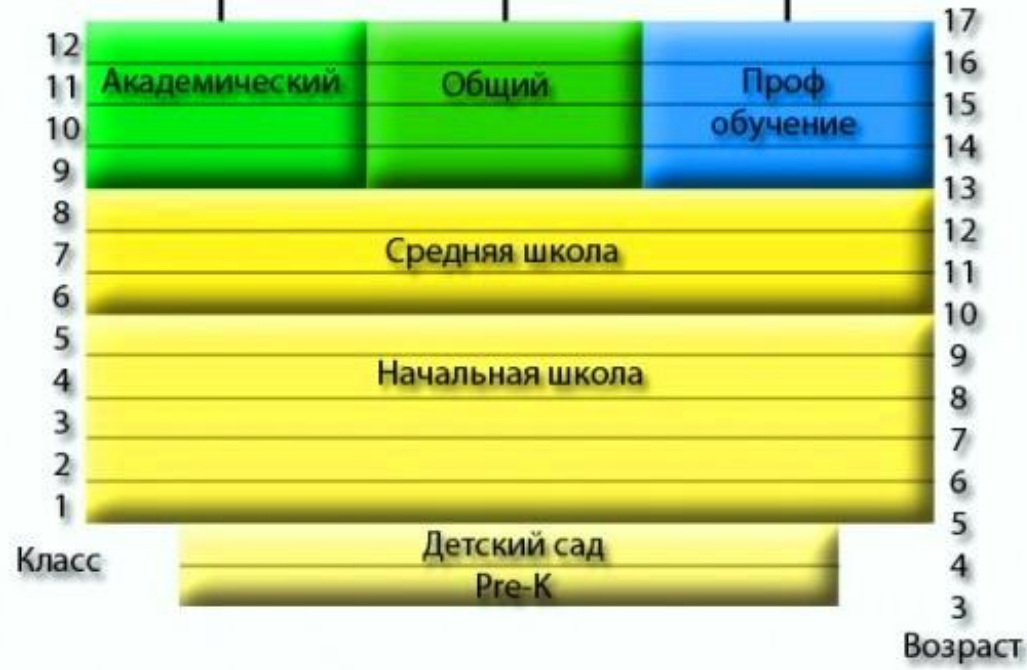 17
12
Академический
Общий
Проф
обучение
16
11
15
10
14
9
13
8
12
7
Средняя школа
11
6
10
5
9
4
Начальная школа
8
3
7
2
6
1
5
Класс
Детский сад
4
Pre-K
3
Возраст